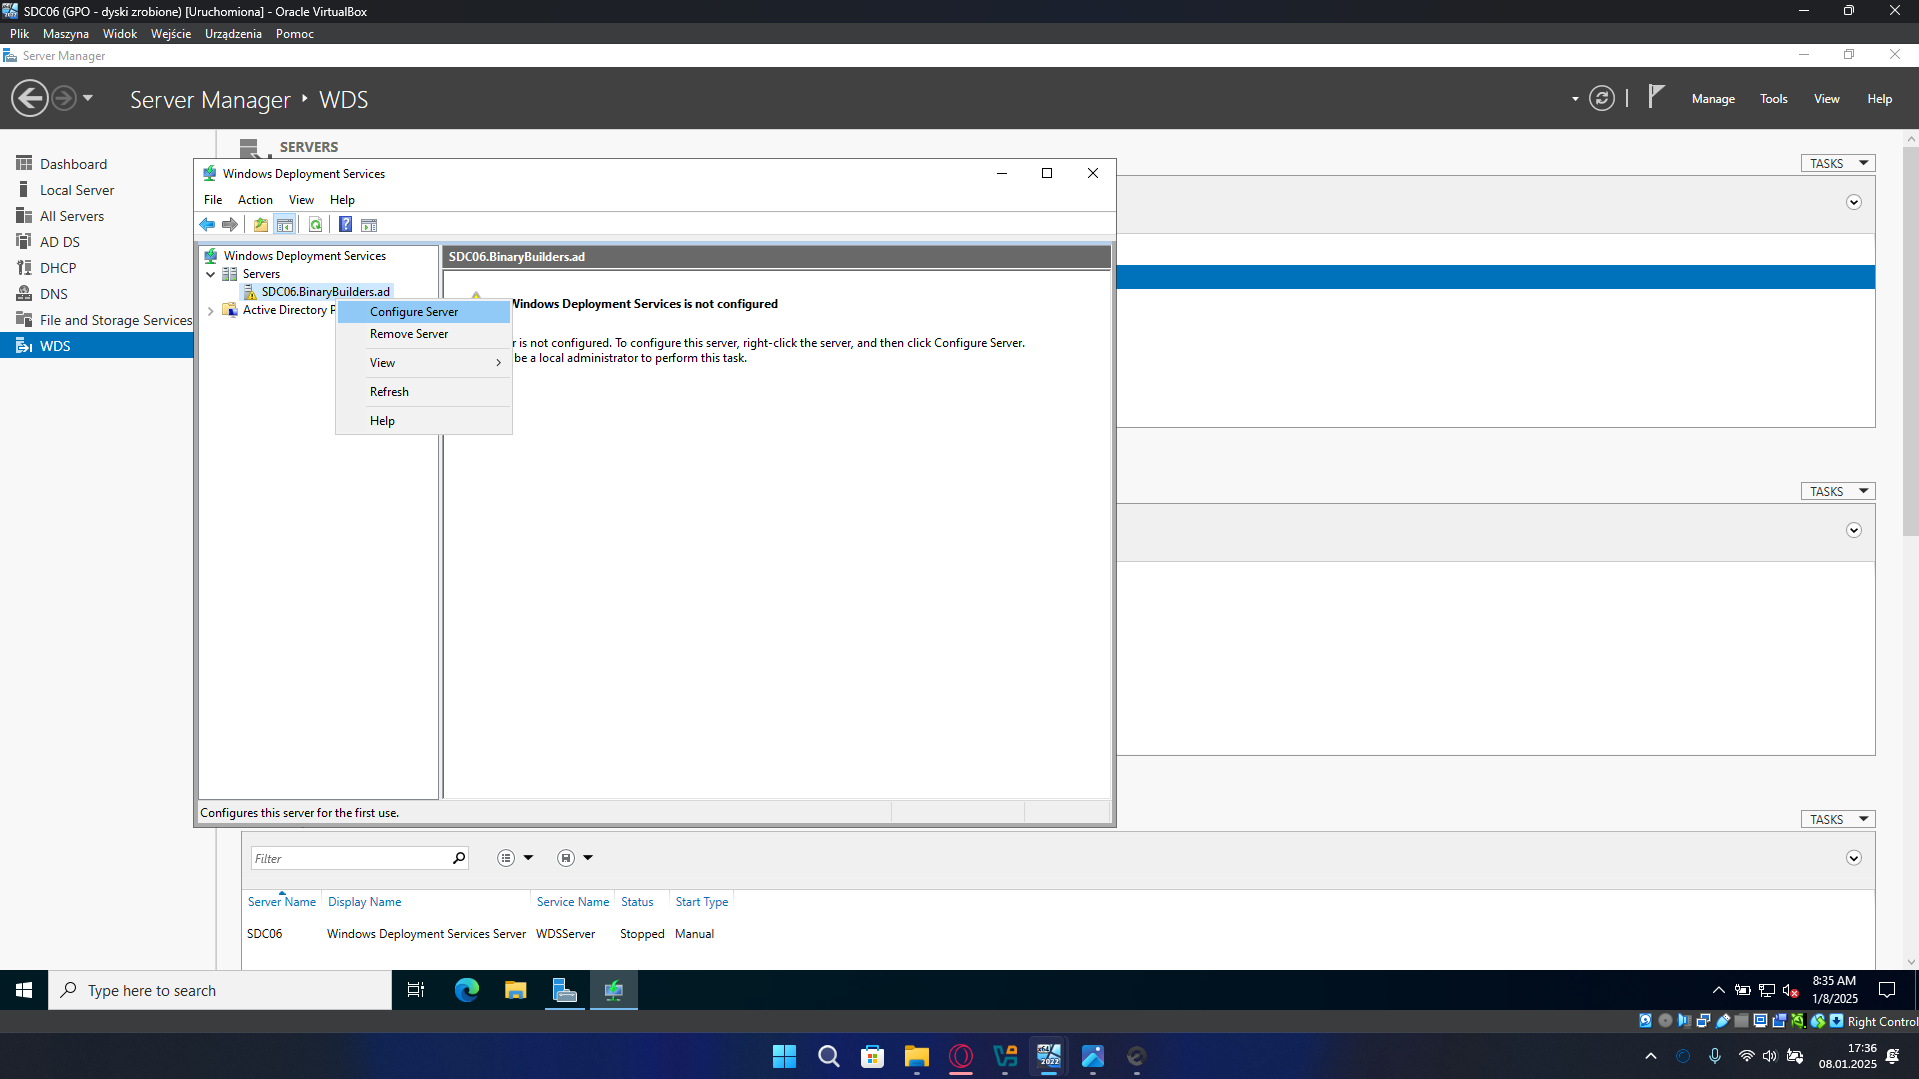 SDC06 (GPO - dyski zrobione) [Uruchomiona] - Oracle VirtualBox
Plik Maszyna Widok Wejście Urządzenia Pomoc
Server Manager
Server Manager WDS
Manage Tools View Help
Dashboard
Local Server
All Servers
AD DS
DHCP
DNS
File and Storage Services
WDS
SERVERS
TASKS
Windows Deployment Services
File Action View Help
Windows Deployment Services
Servers
SDC06.BinaryBuilders.ad
Active Directory P
SDC06.BinaryBuilders.ad
Windows Deployment Services is not configured
r is not configured. To configure this server, right-click the server, and then click Configure Server.
be a local administrator to perform this task.
Configure Server
Remove Server
View
Refresh
Help
Configures this server for the first use.
TASKS
TASKS
Filter
Server Name Display Name Service Name Status Start Type
SDC06 Windows Deployment Services Server WDSServer Stopped Manual
Type here to search
8:35 AM
1/8/2025
Right Control
17:36
08.01.2025